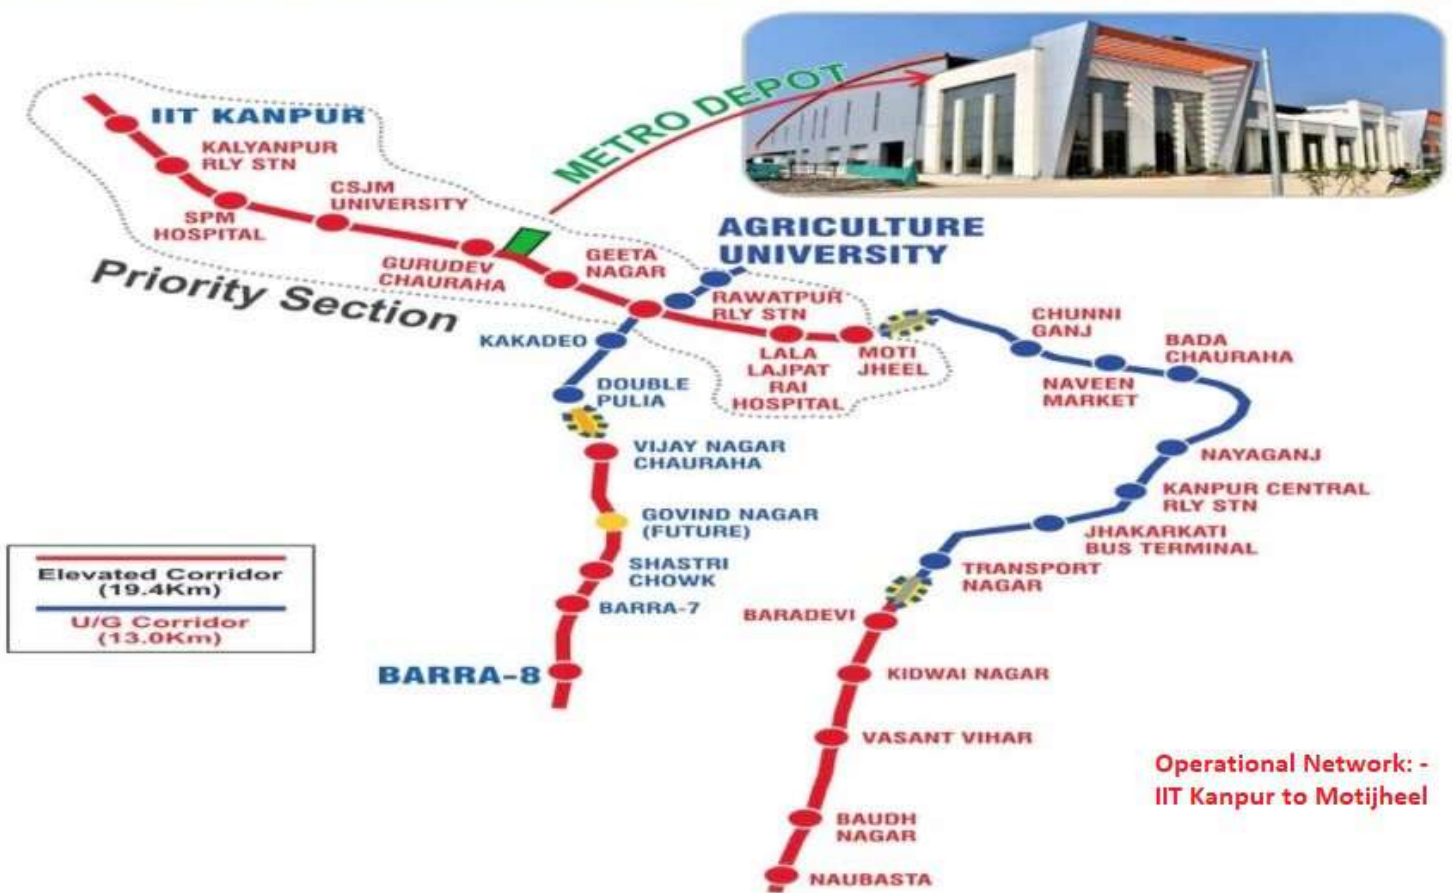 METRO DEPOT
IIT KANPUR
KALYANPUR
RLY STN
SPM
HOSPITAL
CSJM
UNIVERSITY
GURUDEV
CHAURAHA
GEETA
NAGAR
Priority Section
AGRICULTURE
UNIVERSITY
RAWATPUR
RLY STN
KAKADEO
LALA
LAJPAT
RAI
HOSPITAL
MOTI
JHEEL
CHUNNI
GANJ
NAVEEN
MARKET
BADA
CHAURAHA
DOUBLE
PULIA
VIJAY NAGAR
CHAURAHA
NAYAGANJ
KANPUR CENTRAL
RLY STN
GOVIND NAGAR
(FUTURE)
JHAKARKATI
BUS TERMINAL
SHASTRI
CHOWK
TRANSPORT
NAGAR
BARRA-7
BARADEVI
BARRA-8
KIDWAI NAGAR
VASANT VIHAR
BAUDH
NAGAR
NAUBASTA
Elevated Corridor
(19.4Km)
U/G Corridor
(13.0Km)
Operational Network: -
IIT Kanpur to Motijheel